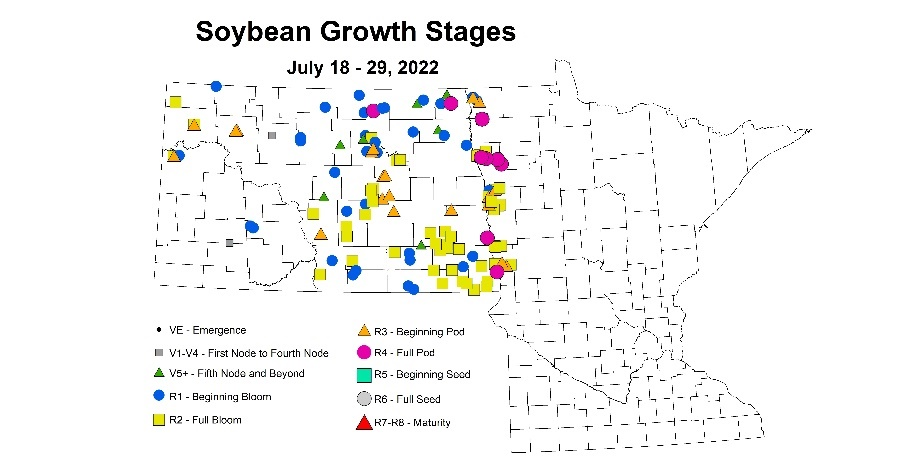 Soybean Growth Stages
July 18 - 29, 2022
VE - Emergence
V1-V4 - First Node to Fourth Node
V5+ - Fifth Node and Beyond
R1 - Beginning Bloom
R2 - Full Bloom
R3 - Beginning Pod
R4 - Full Pod
R5 - Beginning Seed
R6 - Full Seed
R7-R8 - Maturity